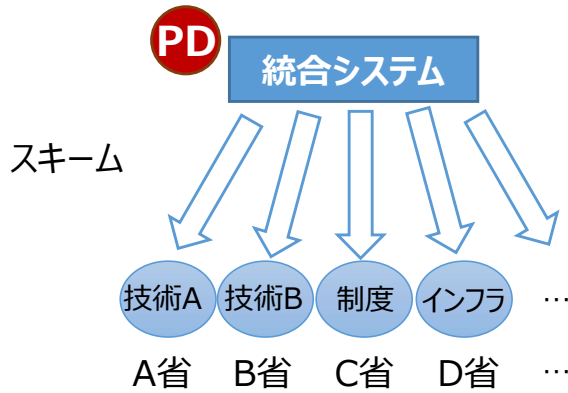 PD
統合システム
スキーム
技術A 技術B 制度 インフラ …
A省 B省 C省 D省 …